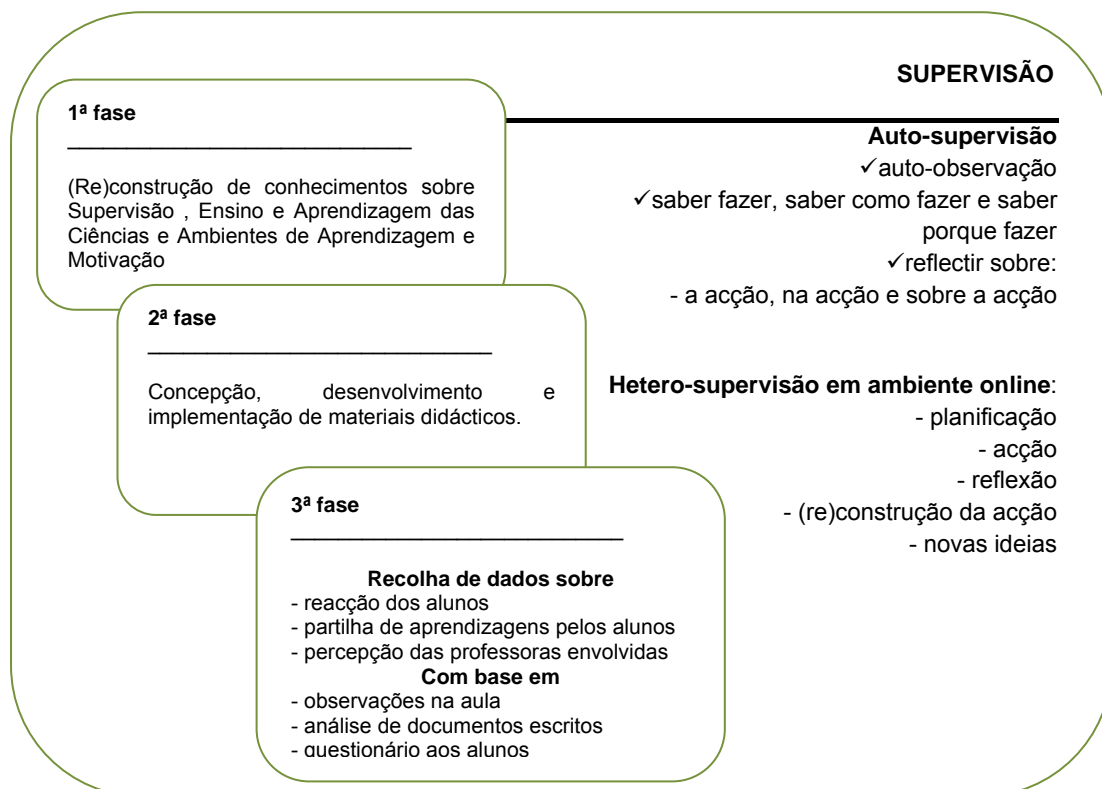 SUPERVISÃO
1ª fase
(Re)construção de conhecimentos sobre
Supervisão , Ensino e Aprendizagem das
Ciências e Ambientes de Aprendizagem e
Motivação
2ª fase
Concepção, desenvolvimento e
implementação de materiais didácticos.
3ª fase
Recolha de dados sobre
- reacção dos alunos
- partilha de aprendizagens pelos alunos
- percepção das professoras envolvidas
Com base em
- observações na aula
- análise de documentos escritos
- questionário aos alunos
Auto-supervisão
✓auto-observação
✓saber fazer, saber como fazer e saber
porque fazer
✓reflectir sobre:
- a acção, na acção e sobre a acção
Hetero-supervisão em ambiente online:
- planificação
- acção
- reflexão
- (re)construção da acção
- novas ideias